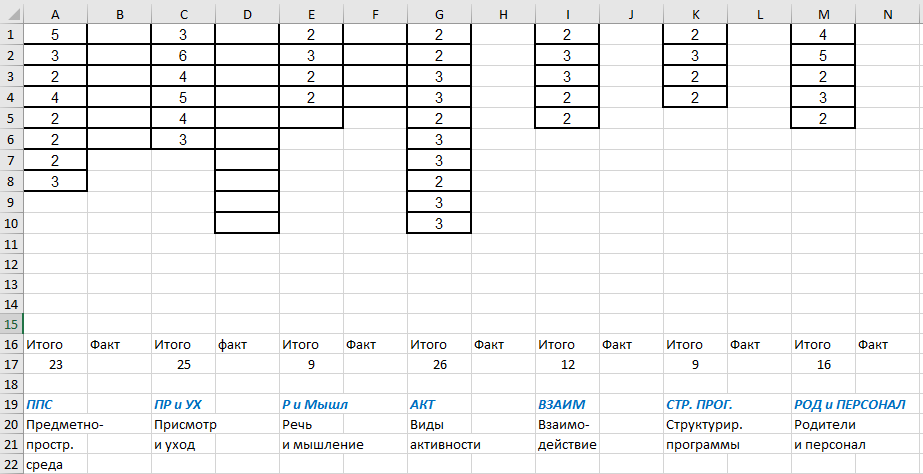 A B C D E F G H I J K L M N
1 5 3 2 2 2 2 4
2 3 6 3 2 3 3 5
3 2 4 2 3 3 2 2
4 4 5 2 3 2 2 3
5 2 4 2 2 2
6 2 3 3
7 2 3
8 3 2
9 3
10 3
11
12
13
14
15
16 Итого Факт Итого факт Итого Факт Итого Факт Итого Факт Итого Факт Итого Факт
17 23 25 9 26 12 9 16
18
19 ППС ПР и УХ Р и Мышл АКТ ВЗАИМ СТР. ПРОГ. РОД и ПЕРСОНАЛ
20 Предметно- Присмотр Речь Виды Взаимо- Структурир. Родители
21 простр. и уход и мышление активности действие программы и персонал
22 среда